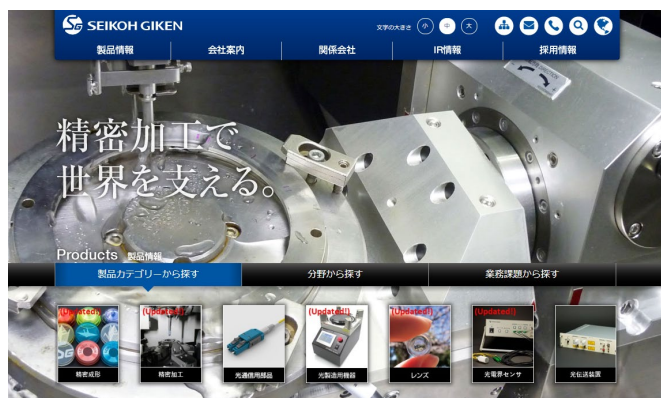 SEIKOH GIKEN
文字の大きさ 小 中 大
製品情報 会社案内 関係会社 IR情報 採用情報
精密加工で
世界を支える。
Products 製品情報
製品カテゴリーから探す 分野から探す 業務課題から探す
(Updated!) (Updated!) (Updated!) (Updated!) (Updated!)
精密成形 精密加工 光通信用部品 光製造用機器 レンズ 光電界センサ 光伝送装置